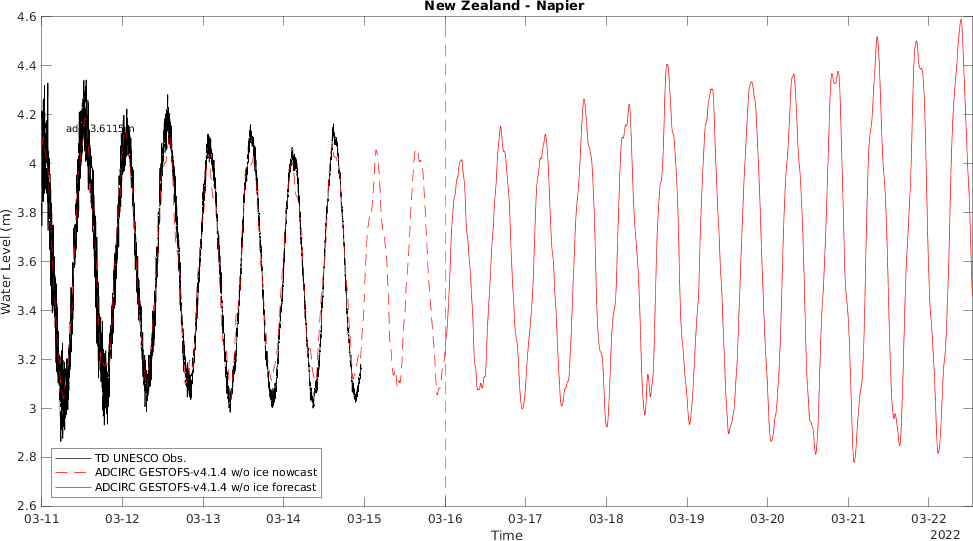 New Zealand - Napier
4.6
4.4
4.2
4
3.8
3.6
3.4
3.2
3
2.8
2.6
Water Level (m)
TD UNESCO Obs.
ADCIRC GESTOFS-v4.1.4 w/o ice nowcast
ADCIRC GESTOFS-v4.1.4 w/o ice forecast
03-11 03-12 03-13 03-14 03-15 03-16 03-17 03-18 03-19 03-20 03-21 03-22
Time
2022